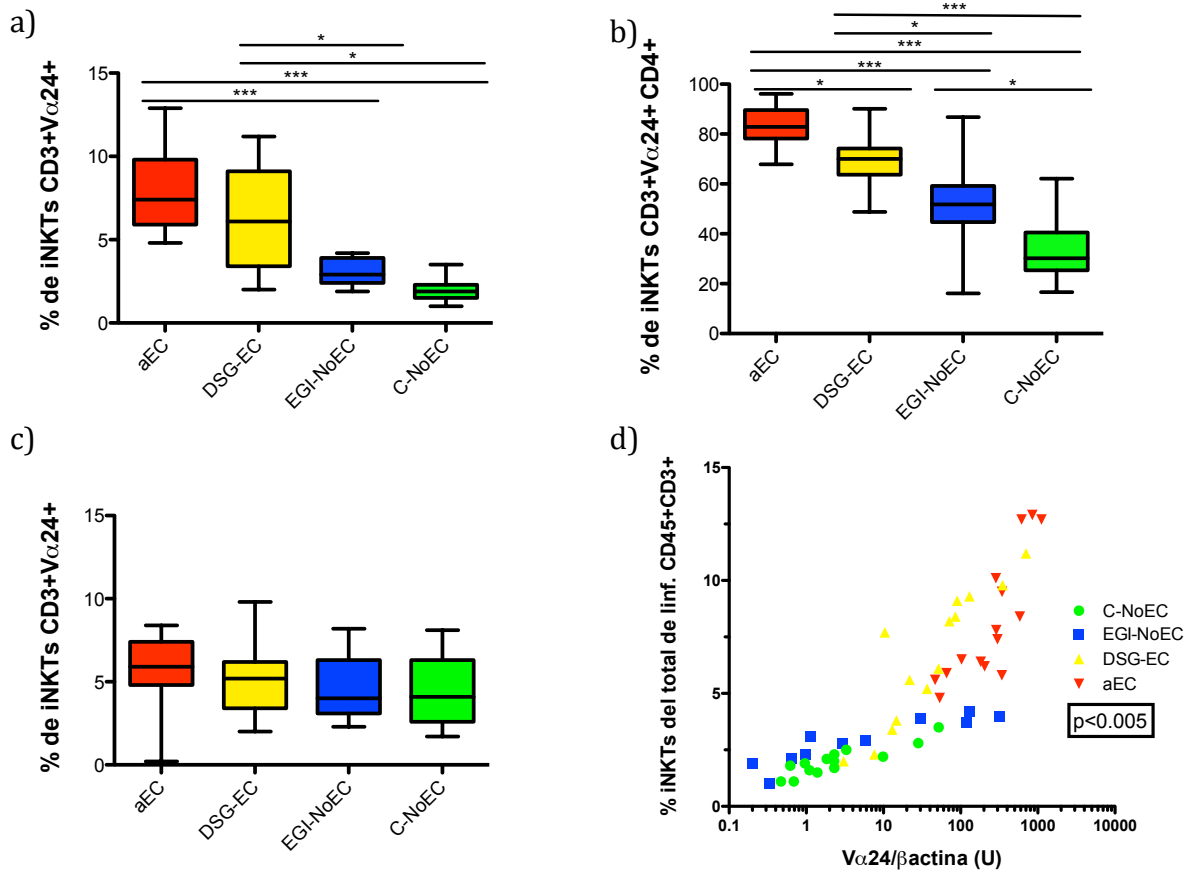 a)
% de iNKTs CD3+Vα24+
*
*
***
***
15
10
5
0
aEC
DSG-EC
EGI-NoEC
C-NoEC
b)
% de iNKTs CD3+Vα24+ CD4+
***
*
***
***
*
*
100
80
60
40
20
0
aEC
DSG-EC
EGI-NoEC
C-NoEC
c)
% de iNKTs CD3+Vα24+
15
10
5
0
aEC
DSG-EC
EGI-NoEC
C-NoEC
d)
% iNKTs del total de linf. CD45+CD3+
15
10
5
0
0.1
1
10
100
1000
10000
Vα24/βactina (U)
C-NoEC
EGI-NoEC
DSG-EC
aEC
p<0.005